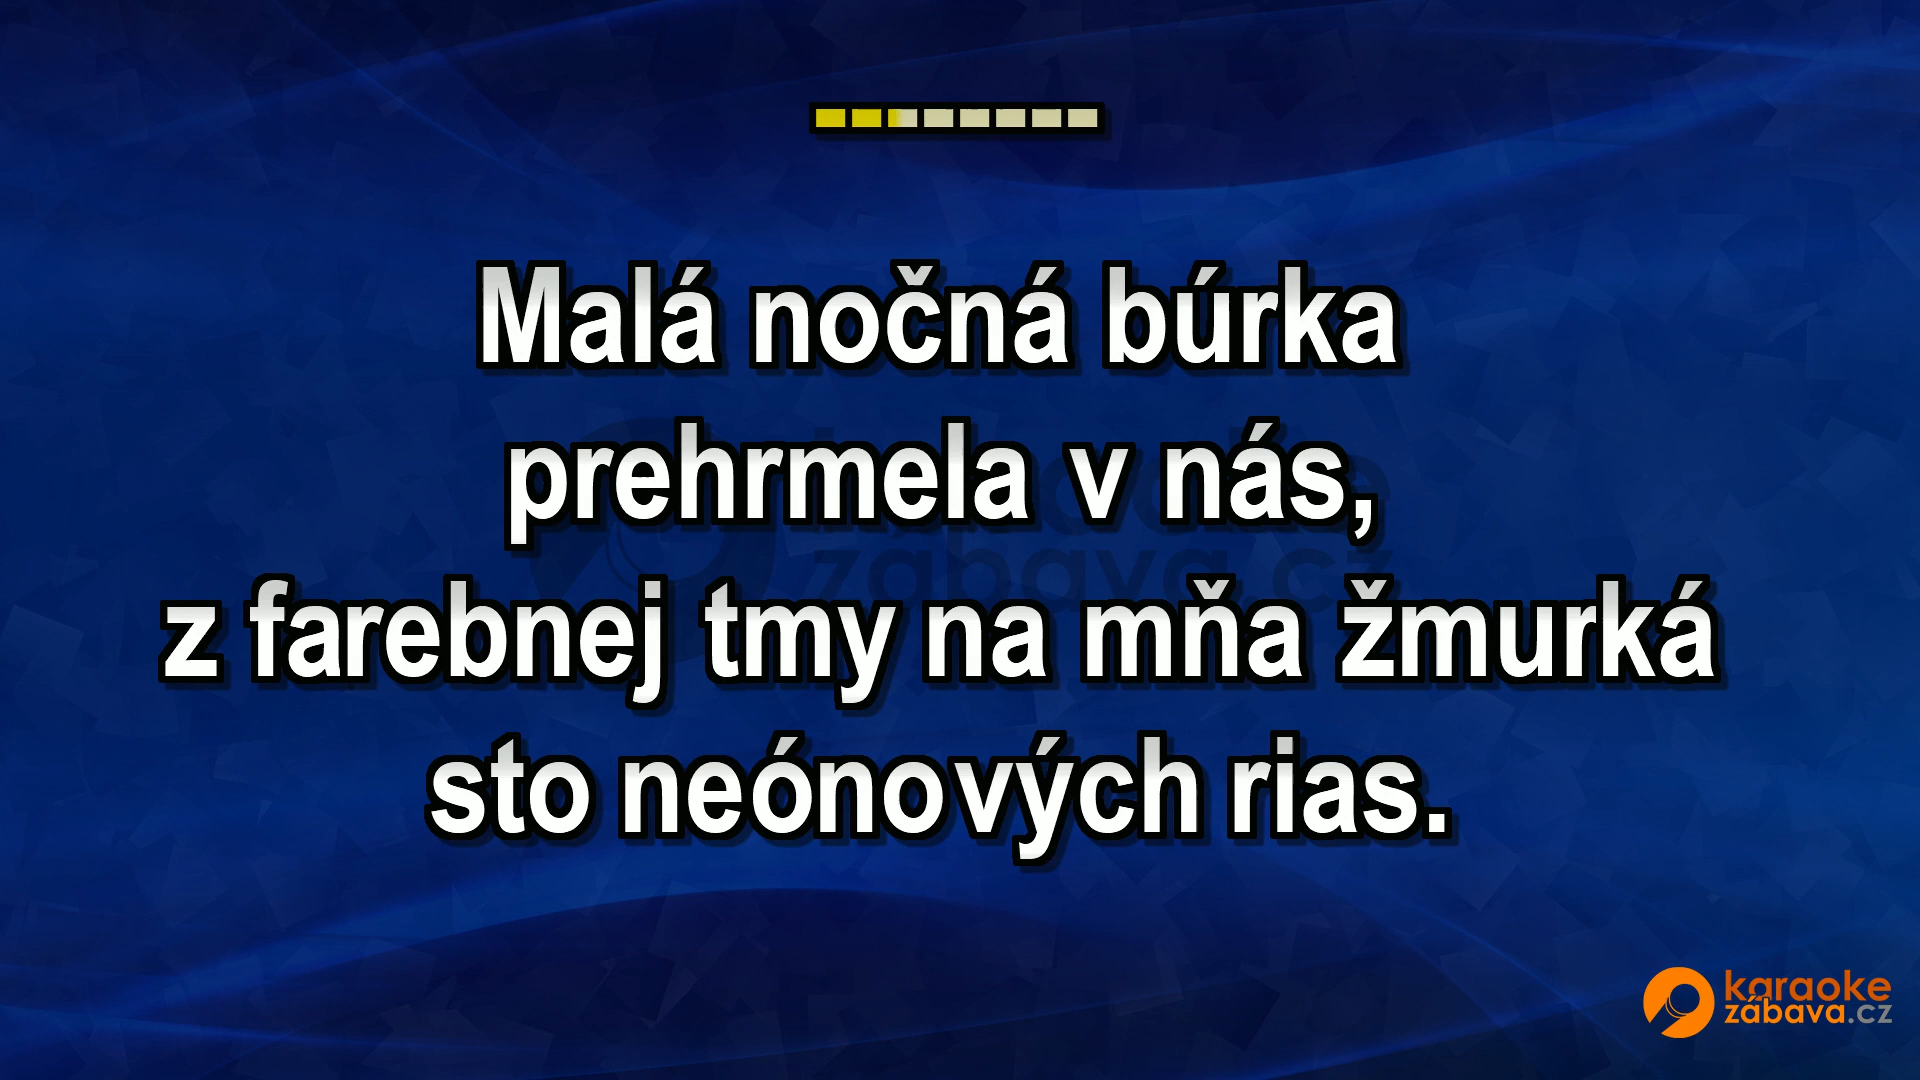 Malá nočná búrka
prehrmela v nás,
z farebnej tmy na mňa žmurká
sto neónových rias.
karaoke
zábava.cz